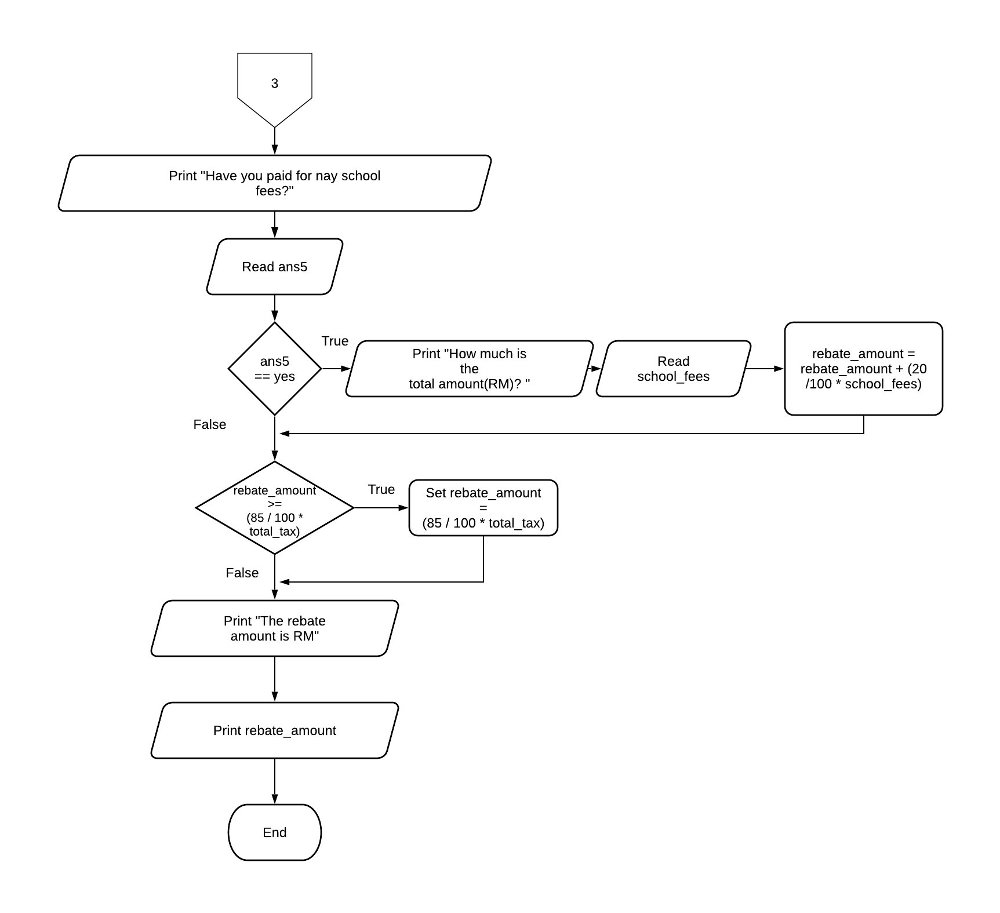 3
Print "Have you paid for nay school
fees?"
Read ans5
ans5
== yes
True
Print "How much is
the
total amount(RM)? "
Read
school_fees
rebate_amount =
rebate_amount + (20
/100 * school_fees)
False
rebate_amount
>=
(85 / 100 *
total_tax)
True
Set rebate_amount
=
(85 / 100 * total_tax)
False
Print "The rebate
amount is RM"
Print rebate_amount
End